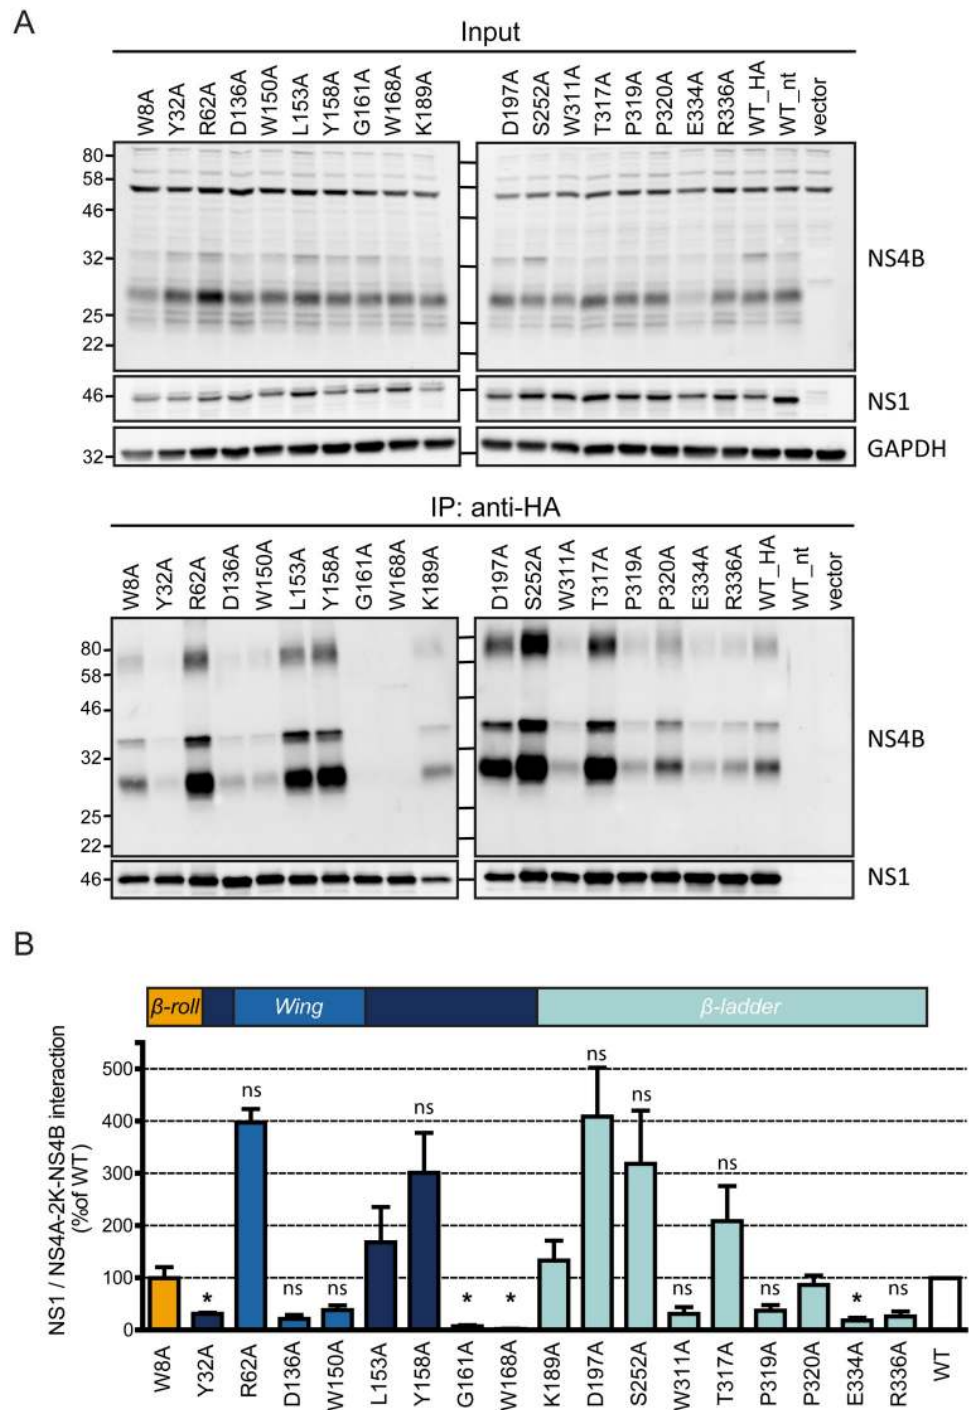 A
Input
W8A Y32A R62A D136A W150A L153A Y158A G161A W168A K189A D197A S252A W311A T317A P319A P320A E334A R336A WT_HA WT_nt vector
80
58
46
32 NS4B
25
22
46 NS1
32 GAPDH
IP: anti-HA
W8A Y32A R62A D136A W150A L153A Y158A G161A W168A K189A D197A S252A W311A T317A P319A P320A E334A R336A WT_HA WT_nt vector
80
58
46
NS4B
32
25
22
46 NS1
B
β-roll Wing β-ladder
NS1 / NS4A-2K-NS4B interaction
(%of WT)
500 ns
400 ns ns ns
300
200 ns
100
0 * ns ns * * ns ns * ns
W8A Y32A R62A D136A W150A L153A Y158A G161A W168A K189A D197A S252A W311A T317A P319A P320A E334A R336A WT